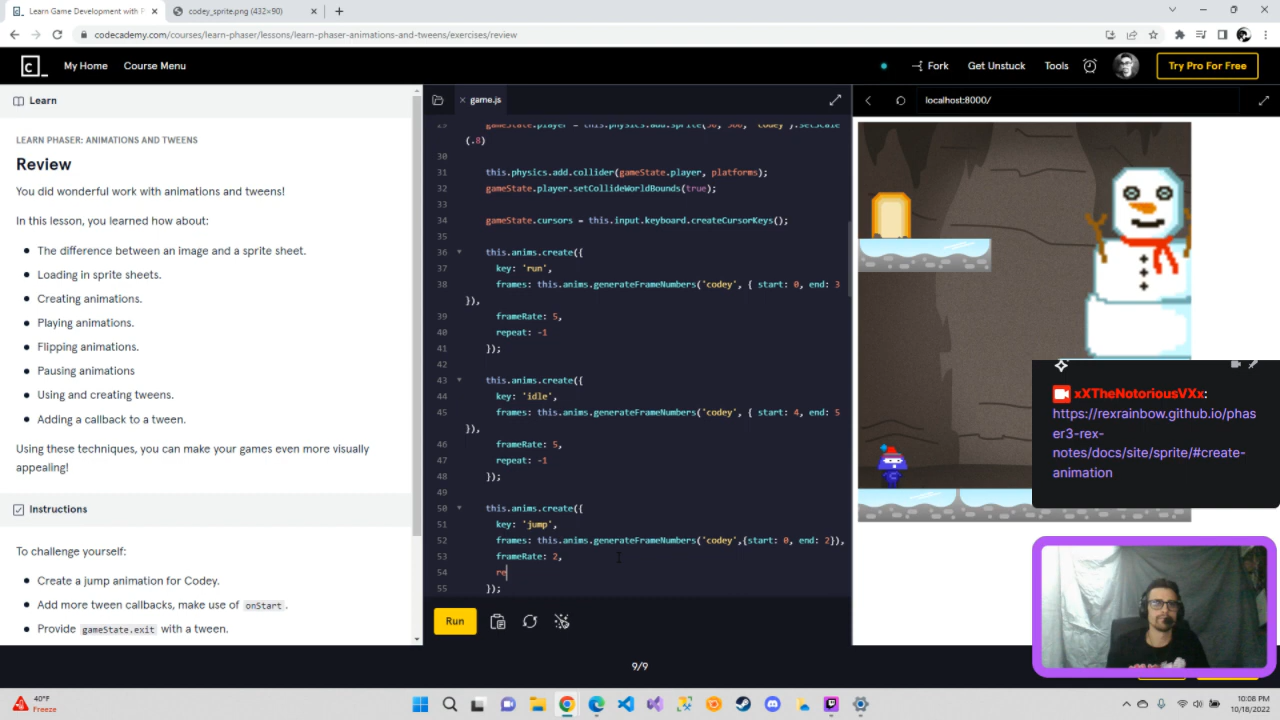 Learn Game Development with P
codey_sprite.png (432×90)
codecademy.com/courses/learn-phaser/lessons/learn-phaser-animations-and-tweens/exercises/review
My Home
Course Menu
Fork
Get Unstuck
Tools
Try Pro For Free
Learn
LEARN PHASER: ANIMATIONS AND TWEENS
Review
You did wonderful work with animations and tweens!
In this lesson, you learned how about:
The difference between an image and a sprite sheet.
Loading in sprite sheets.
Creating animations.
Playing animations.
Flipping animations.
Pausing animations
Using and creating tweens.
Adding a callback to a tween.
Using these techniques, you can make your games even more visually
appealing!
Instructions
To challenge yourself:
Create a jump animation for Codey.
Add more tween callbacks, make use of onStart.
Provide gameState.exit with a tween.
game.js
(.8)
30
31 this.physics.add.collider(gameState.player, platforms);
32 gameState.player.setCollideWorldBounds(true);
33
34 gameState.cursors = this.input.keyboard.createCursorKeys();
35
36 this.anims.create({
37 key: 'run',
38 frames: this.anims.generateFrameNumbers('codey', { start: 0, end: 3
}),
39 frameRate: 5,
40 repeat: -1
41 });
42
43 this.anims.create({
44 key: 'idle',
45 frames: this.anims.generateFrameNumbers('codey', { start: 4, end: 5
}),
46 frameRate: 5,
47 repeat: -1
48 });
49
50 this.anims.create({
51 key: 'jump',
52 frames: this.anims.generateFrameNumbers('codey',{start: 0, end: 2}),
53 frameRate: 2,
54 re
55 });
Run
localhost:8000/
xXTheNotoriousVXx:
https://rexrainbow.github.io/phas
er3-rex-
notes/docs/site/sprite/#create-
animation
9/9
40°F
Freeze
10:08 PM
10/18/2022